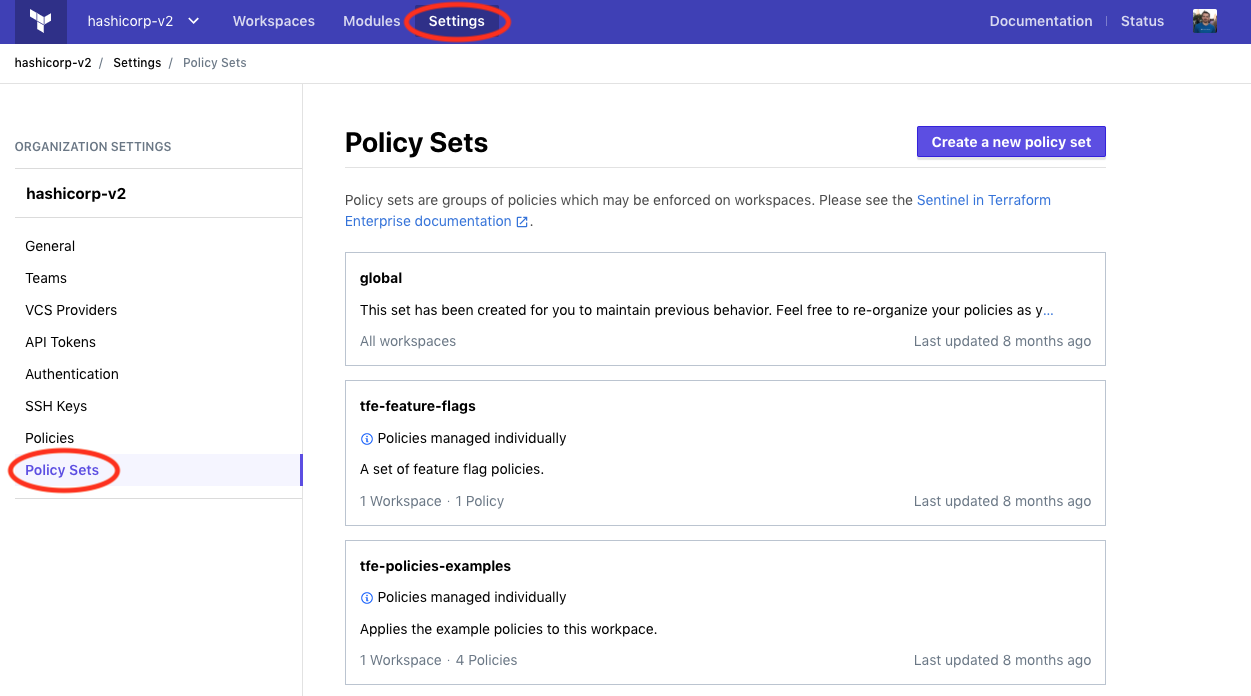 hashicorp-v2 Workspaces Modules Settings Documentation Status
hashicorp-v2 / Settings / Policy Sets
ORGANIZATION SETTINGS
hashicorp-v2
General
Teams
VCS Providers
API Tokens
Authentication
SSH Keys
Policies
Policy Sets
Policy Sets
Create a new policy set
Policy sets are groups of policies which may be enforced on workspaces. Please see the Sentinel in Terraform
Enterprise documentation .
global
This set has been created for you to maintain previous behavior. Feel free to re-organize your policies as y...
All workspaces Last updated 8 months ago
tfe-feature-flags
Policies managed individually
A set of feature flag policies.
1 Workspace · 1 Policy Last updated 8 months ago
tfe-policies-examples
Policies managed individually
Applies the example policies to this workpace.
1 Workspace · 4 Policies Last updated 8 months ago